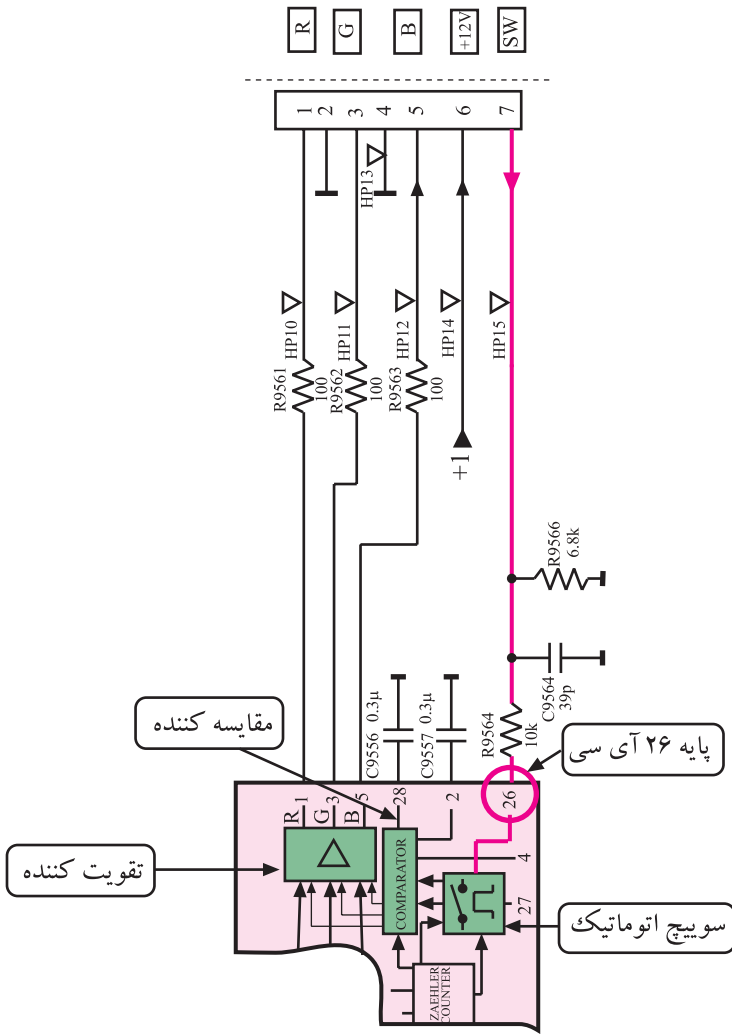 R
G
B
+12V
SW
1
2
3
4
5
6
7
HP13
R9561
100
HP10
R9562
100
HP11
R9563
100
HP12
HP14
HP15
+1
R9566
6.8k
C9564
39p
R9564
10k
C9556 0.3µ
C9557 0.3µ
مقایسه کننده
پایه ۲۶ آی سی
تقویت کننده
سوییچ اتوماتیک
R
1
G
3
B
5
28
2
26
4
27
COMPARATOR
ZAEHLER
COUNTER